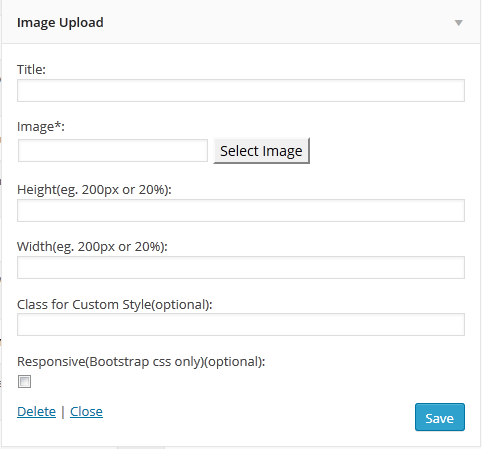 Image Upload
Title:
Image*:
Select Image
Height(eg. 200px or 20%):
Width(eg. 200px or 20%):
Class for Custom Style(optional):
Responsive(Bootstrap css only)(optional):
Delete | Close
Save